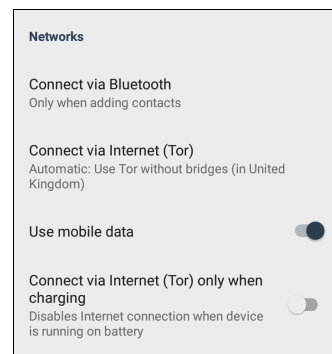 Networks
Connect via Bluetooth
Only when adding contacts
Connect via Internet (Tor)
Automatic: Use Tor without bridges (in United
Kingdom)
Use mobile data
Connect via Internet (Tor) only when
charging
Disables Internet connection when device
is running on battery